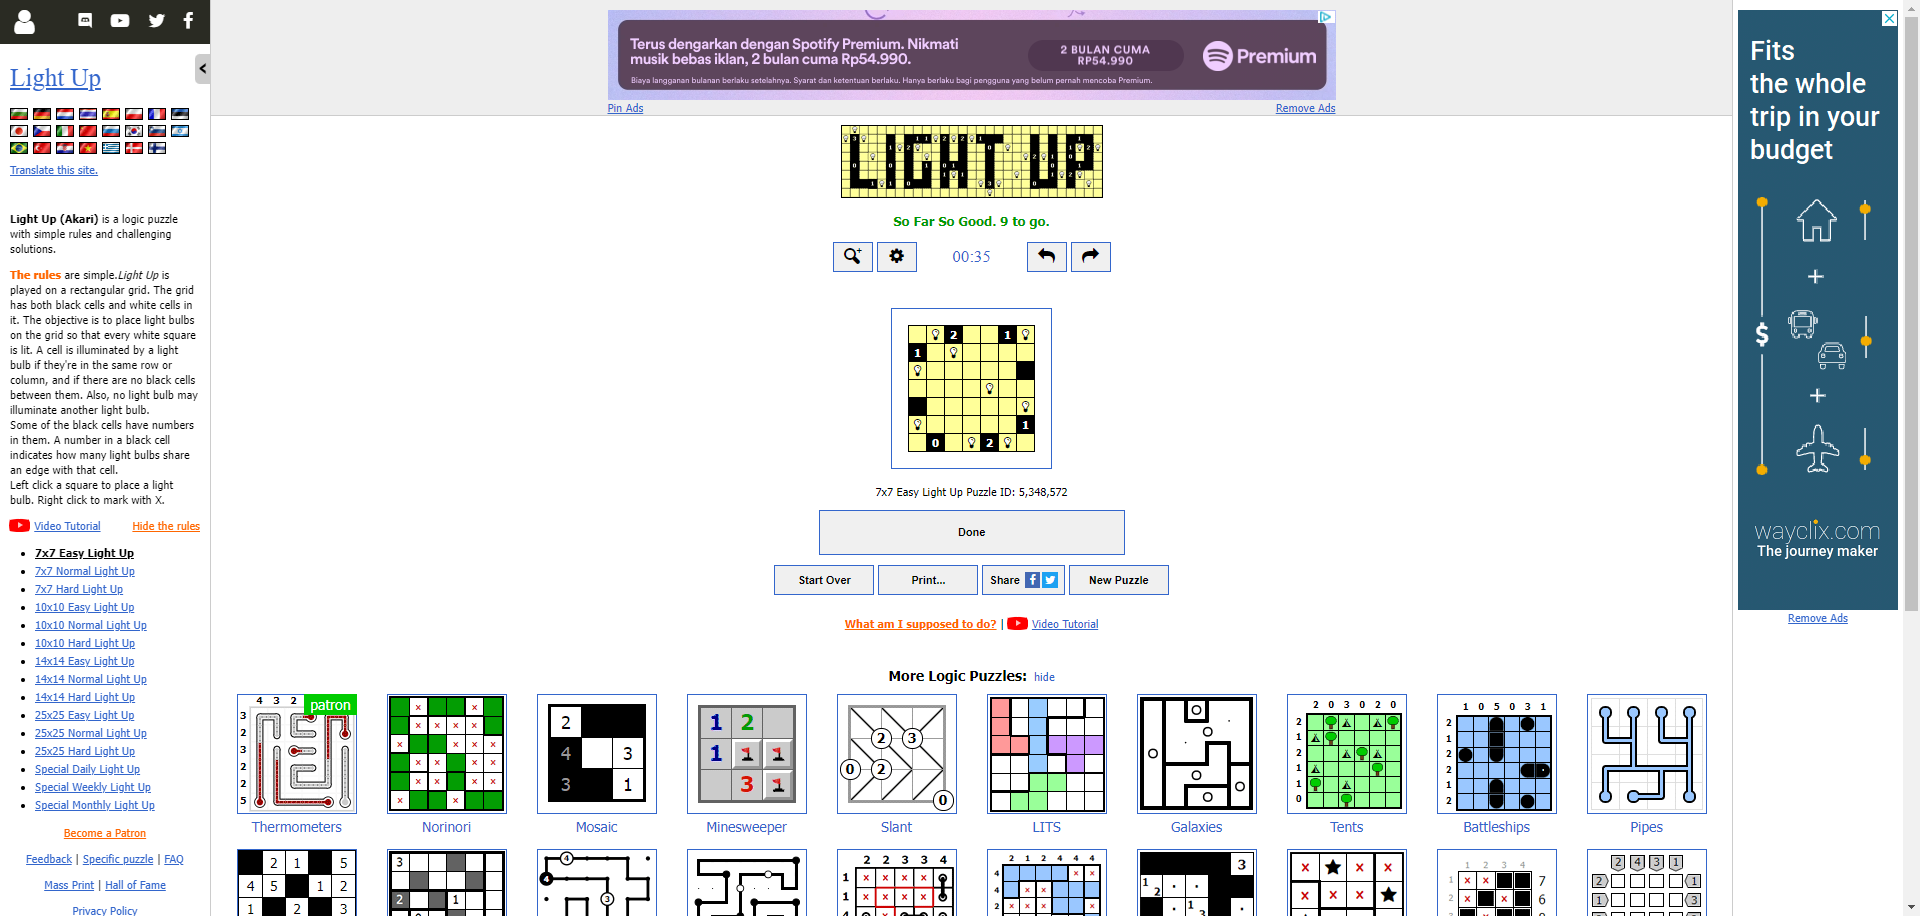 Light Up
Translate this site.
Light Up (Akari) is a logic puzzle
with simple rules and challenging
solutions.
The rules are simple.Light Up is
played on a rectangular grid. The grid
has both black cells and white cells in
it. The objective is to place light bulbs
on the grid so that every white square
is lit. A cell is illuminated by a light
bulb if they're in the same row or
column, and if there are no black cells
between them. Also, no light bulb may
illuminate another light bulb.
Some of the black cells have numbers
in them. A number in a black cell
indicates how many light bulbs share
an edge with that cell.
Left click a square to place a light
bulb. Right click to mark with X.
Video Tutorial Hide the rules
7x7 Easy Light Up
7x7 Normal Light Up
7x7 Hard Light Up
10x10 Easy Light Up
10x10 Normal Light Up
10x10 Hard Light Up
14x14 Easy Light Up
14x14 Normal Light Up
14x14 Hard Light Up
25x25 Easy Light Up
25x25 Normal Light Up
25x25 Hard Light Up
Special Daily Light Up
Special Weekly Light Up
Special Monthly Light Up
Become a Patron
Feedback | Specific puzzle | FAQ
Mass Print | Hall of Fame
Privacy Policy
Terus dengarkan dengan Spotify Premium. Nikmati
musik bebas iklan, 2 bulan cuma Rp54.990.
Biaya langganan bulanan berlaku setelahnya. Syarat dan ketentuan berlaku. Hanya berlaku bagi pengguna yang belum pernah mencoba Premium.
2 BULAN CUMA
RP54.990
Premium
Pin Ads Remove Ads
LIGHT UP
So Far So Good. 9 to go.
00:35
2 1
1
1
0 2
7x7 Easy Light Up Puzzle ID: 5,348,572
Done
Start Over Print... Share New Puzzle
What am I supposed to do? | Video Tutorial
More Logic Puzzles: hide
patron
Thermometers Norinori Mosaic Minesweeper Slant LITS Galaxies Tents Battleships Pipes
Fits
the whole
trip in your
budget
$
wayclix.com
The journey maker
Remove Ads